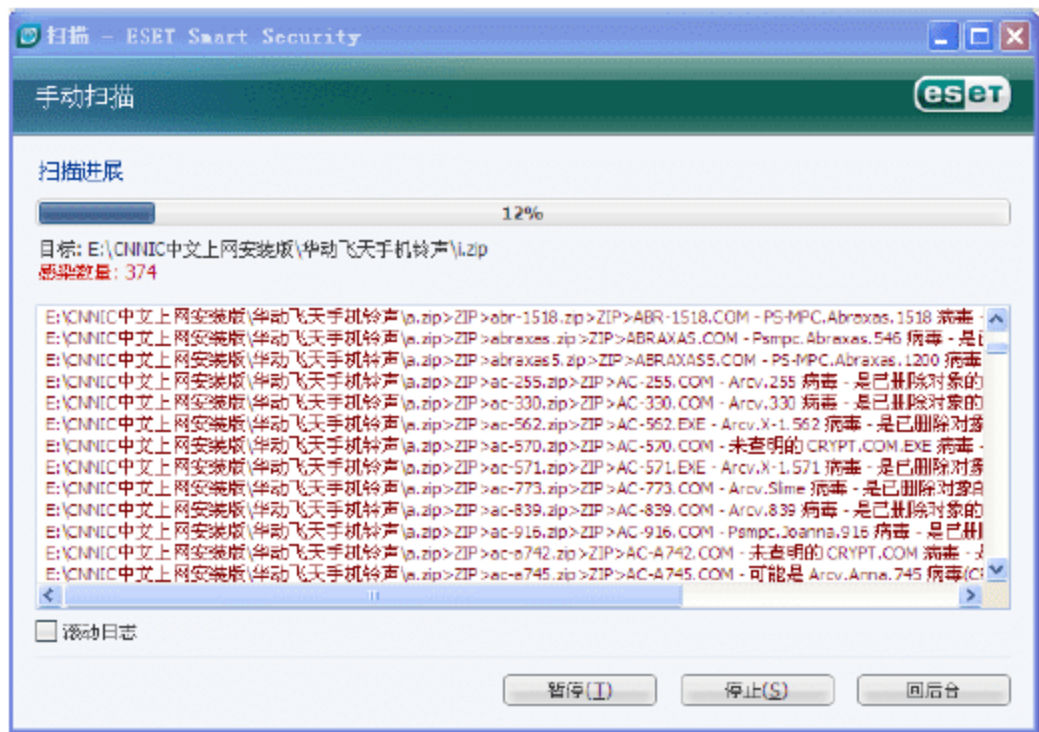 扫描 - ESET Smart Security
手动扫描
eset
扫描进展
12%
目标: E:\CNNIC中文上网安装版\华动飞天手机铃声\i.zip
感染数量: 374
E:\CNNIC中文上网安装版\华动飞天手机铃声\a.zip>ZIP>abr-1518.zip>ZIP>ABR-1518.COM - PS-MPC.Abraxas.1518 病毒 -
E:\CNNIC中文上网安装版\华动飞天手机铃声\a.zip>ZIP>abraxas.zip>ZIP>ABRAXAS.COM - Psmpc.Abraxas.546 病毒 - 是
E:\CNNIC中文上网安装版\华动飞天手机铃声\a.zip>ZIP>abraxas5.zip>ZIP>ABRAXAS5.COM - PS-MPC.Abraxas.1200 病毒
E:\CNNIC中文上网安装版\华动飞天手机铃声\a.zip>ZIP>ac-255.zip>ZIP>AC-255.COM - Arcv.255 病毒 - 是已删除对象的
E:\CNNIC中文上网安装版\华动飞天手机铃声\a.zip>ZIP>ac-330.zip>ZIP>AC-330.COM - Arcv.330 病毒 - 是已删除对象的
E:\CNNIC中文上网安装版\华动飞天手机铃声\a.zip>ZIP>ac-562.zip>ZIP>AC-562.EXE - Arcv.X-1.562 病毒 - 是已删除对象
E:\CNNIC中文上网安装版\华动飞天手机铃声\a.zip>ZIP>ac-570.zip>ZIP>AC-570.COM - 未查明的 CRYPT.COM.EXE 病毒 -
E:\CNNIC中文上网安装版\华动飞天手机铃声\a.zip>ZIP>ac-571.zip>ZIP>AC-571.EXE - Arcv.X-1.571 病毒 - 是已删除对象
E:\CNNIC中文上网安装版\华动飞天手机铃声\a.zip>ZIP>ac-773.zip>ZIP>AC-773.COM - Arcv.Slime 病毒 - 是已删除对象的
E:\CNNIC中文上网安装版\华动飞天手机铃声\a.zip>ZIP>ac-839.zip>ZIP>AC-839.COM - Arcv.839 病毒 - 是已删除对象的
E:\CNNIC中文上网安装版\华动飞天手机铃声\a.zip>ZIP>ac-916.zip>ZIP>AC-916.COM - Psmpc.Joanna.916 病毒 - 是已删
E:\CNNIC中文上网安装版\华动飞天手机铃声\a.zip>ZIP>ac-a742.zip>ZIP>AC-A742.COM - 未查明的 CRYPT.COM 病毒 -
E:\CNNIC中文上网安装版\华动飞天手机铃声\a.zip>ZIP>ac-a745.zip>ZIP>AC-A745.COM - 可能是 Arcv.Anna.745 病毒(C
滚动日志
暂停(T)
停止(S)
回后台